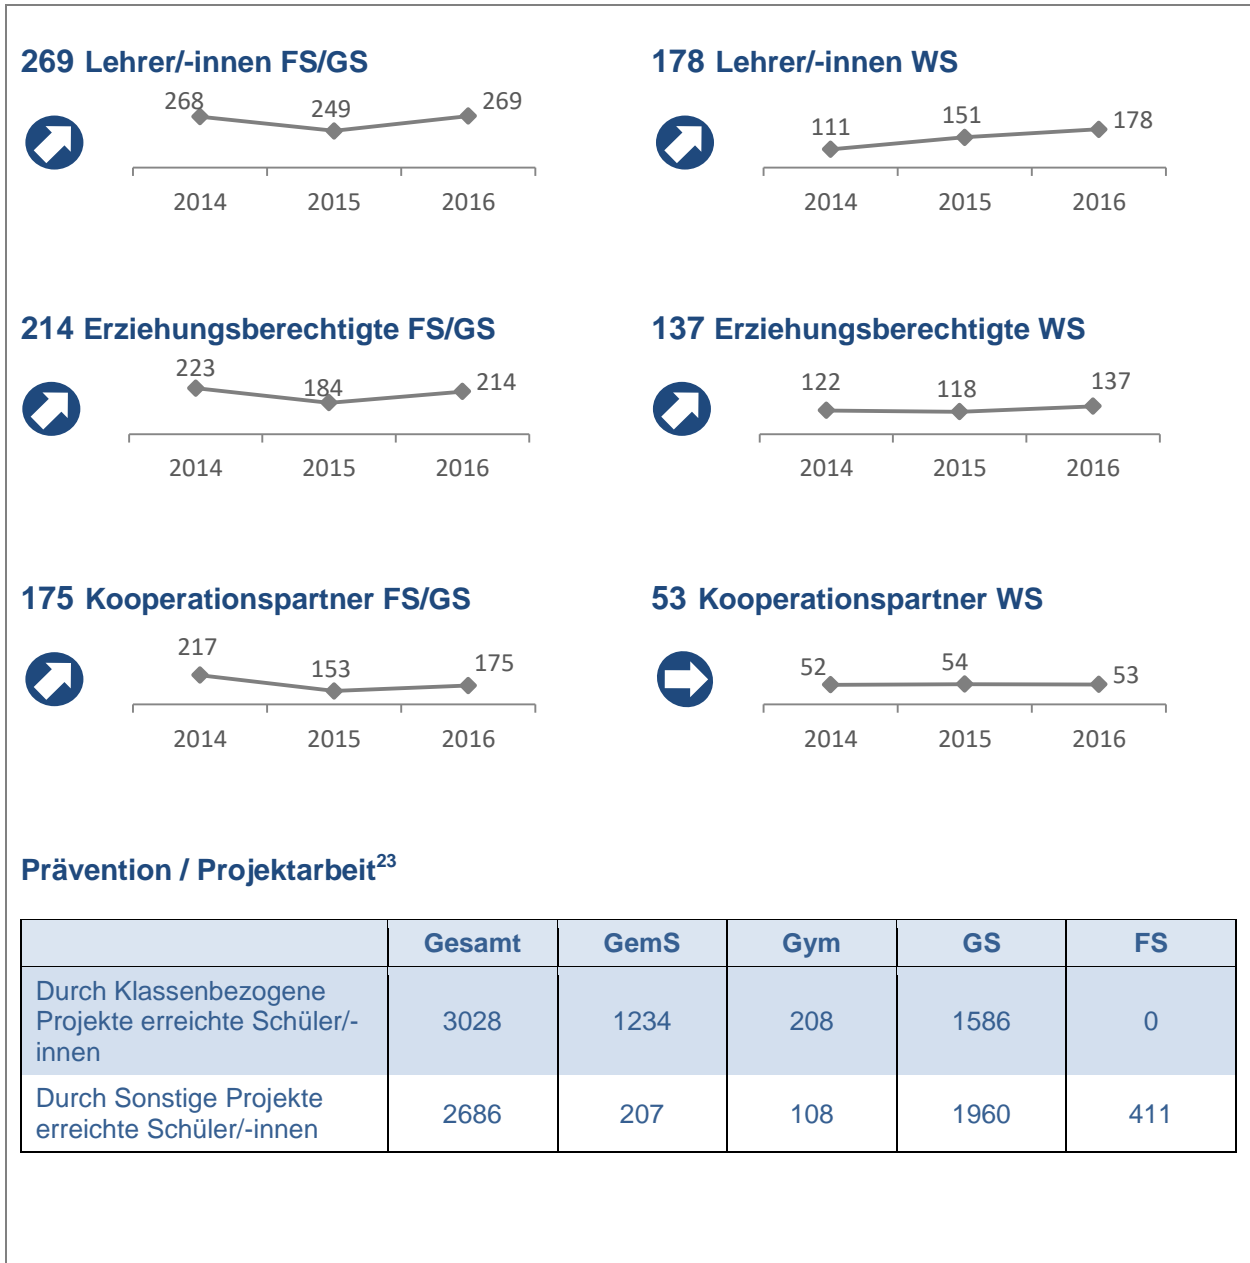 269 Lehrer/-innen FS/GS
268
249
269
2014 2015 2016
178 Lehrer/-innen WS
111
151
178
2014 2015 2016
214 Erziehungsberechtigte FS/GS
223
184
214
2014 2015 2016
137 Erziehungsberechtigte WS
122
118
137
2014 2015 2016
175 Kooperationspartner FS/GS
217
153
175
2014 2015 2016
53 Kooperationspartner WS
52
54
53
2014 2015 2016
Prävention / Projektarbeit23
Gesamt GemS Gym GS FS
Durch Klassenbezogene
Projekte erreichte Schüler/-
innen
3028 1234 208 1586 0
Durch Sonstige Projekte
erreichte Schüler/-innen
2686 207 108 1960 411